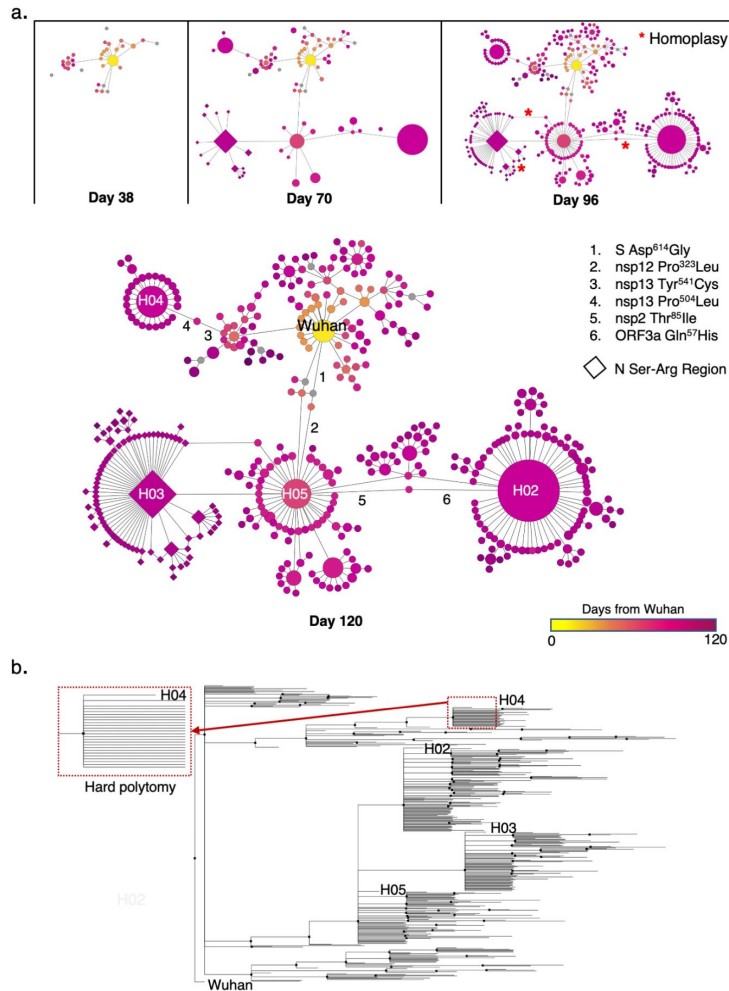 a.
* Homoplasy
Day 38
Day 70
Day 96
1. S Asp⁶¹⁴Gly
2. nsp12 Pro³²³Leu
3. nsp13 Tyr⁵⁴¹Cys
4. nsp13 Pro⁵⁰⁴Leu
5. nsp2 Thr⁸⁵Ile
6. ORF3a Gln⁵⁷His
N Ser-Arg Region
H04
4
3
Wuhan
1
2
H03
H05
5
6
H02
Day 120
Days from Wuhan
0
120
b.
H04
Hard polytomy
H04
H02
H03
H02
H05
Wuhan